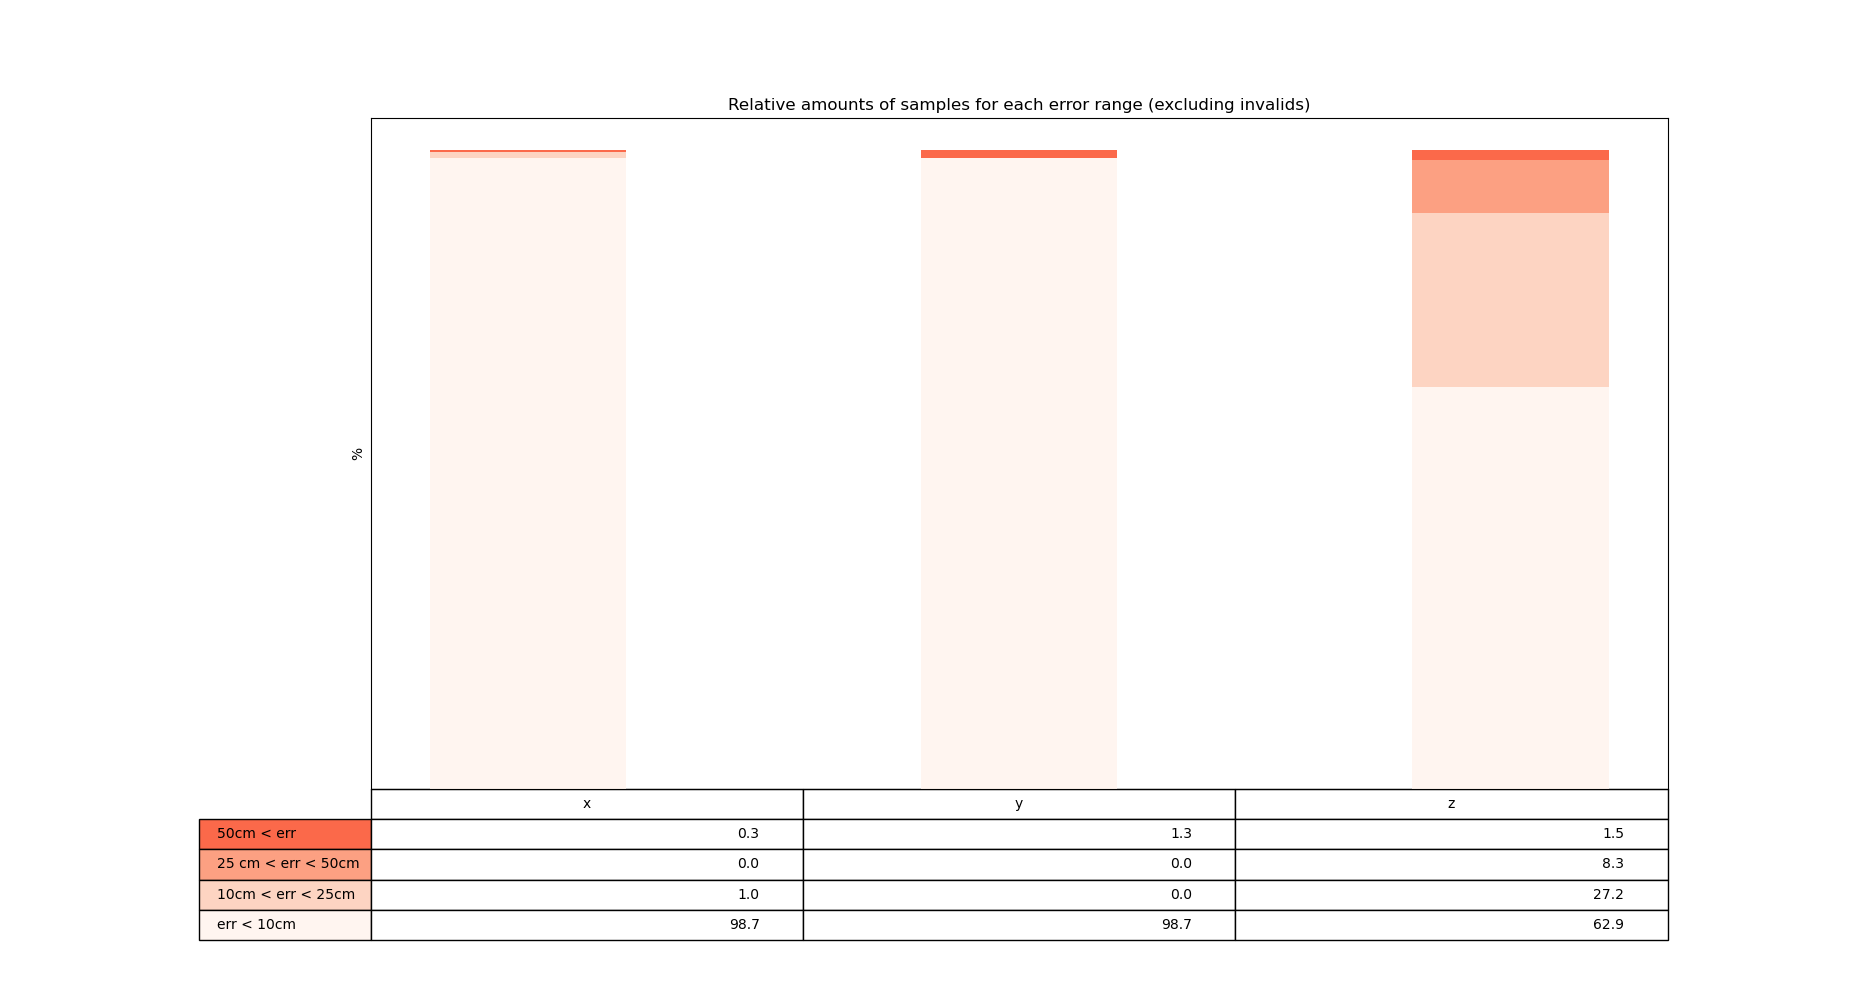 Relative amounts of samples for each error range (excluding invalids)
%
x y z
50cm < err 0.3 1.3 1.5
25 cm < err < 50cm 0.0 0.0 8.3
10cm < err < 25cm 1.0 0.0 27.2
err < 10cm 98.7 98.7 62.9